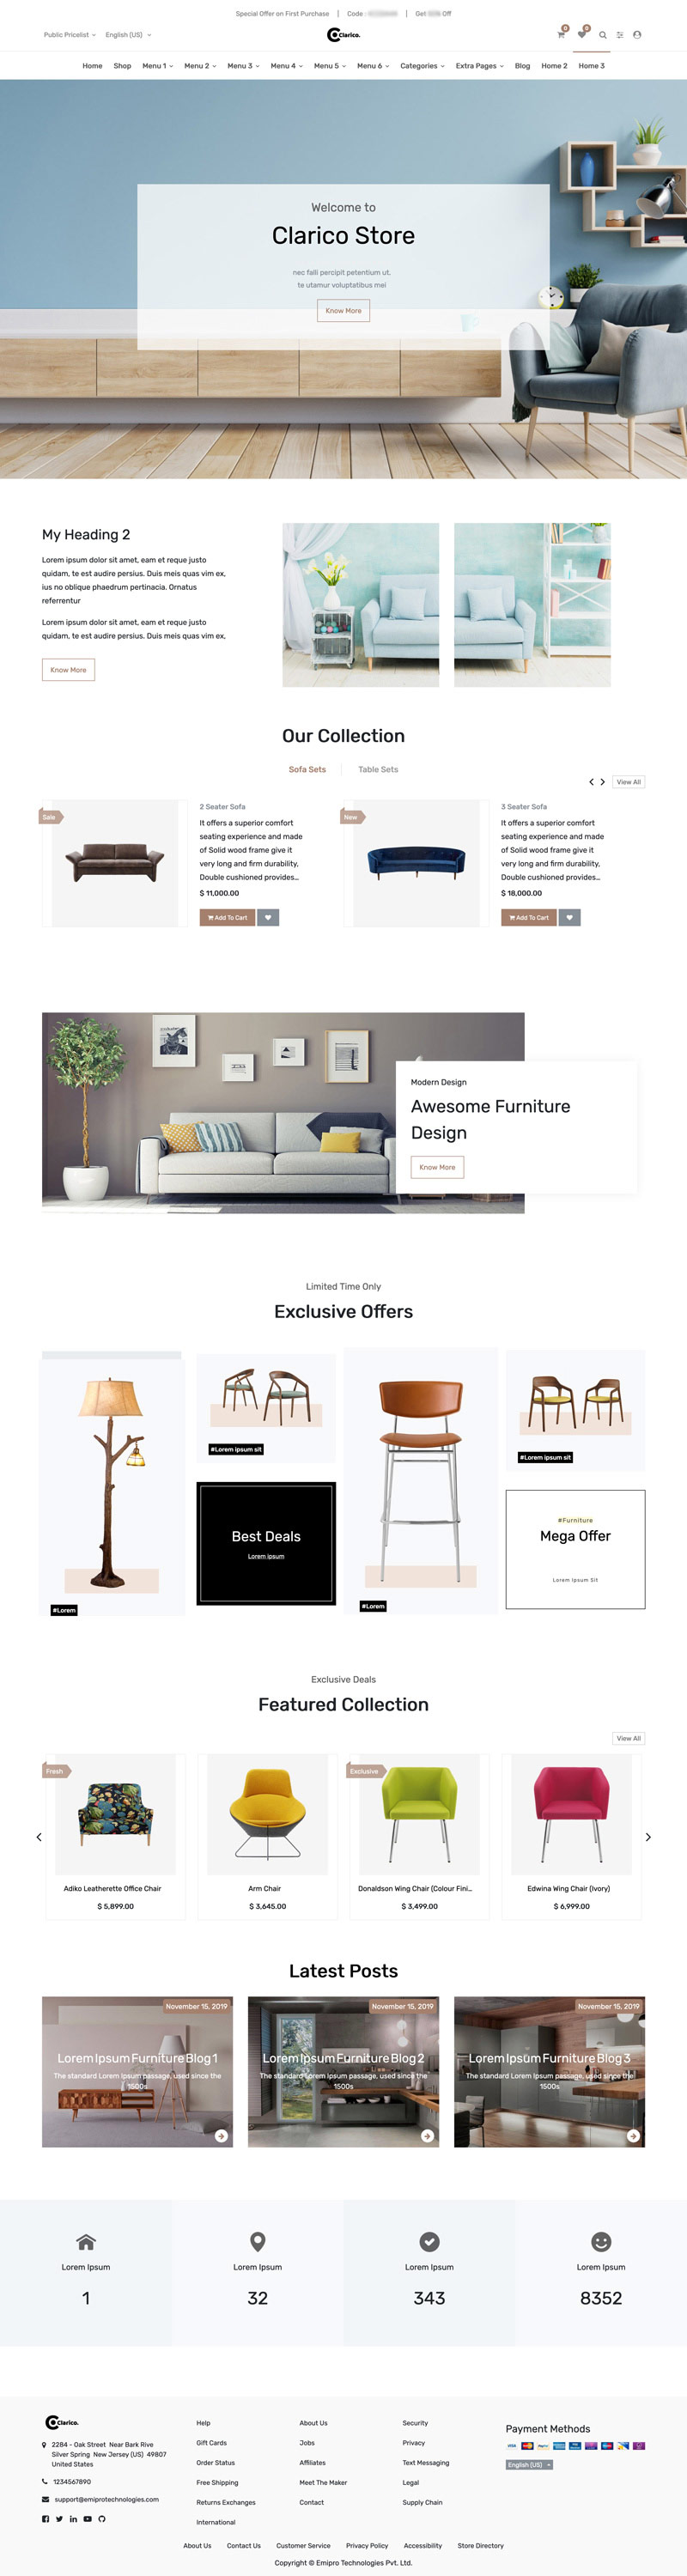 Special Offer on First Purchase | Code : | Get Off
Public Pricelist English (US) Clarico. 0 0
Home Shop Menu 1 Menu 2 Menu 3 Menu 4 Menu 5 Menu 6 Categories Extra Pages Blog Home 2 Home 3
Welcome to
Clarico Store
nec falli percipit petentium ut.
te utamur voluptatibus mei
Know More
My Heading 2
Lorem ipsum dolor sit amet, eam et reque justo
quidam, te est audire persius. Duis meis quas vim ex,
ius no oblique phaedrum pertinacia. Ornatus
referrentur
Lorem ipsum dolor sit amet, eam et reque justo
quidam, te est audire persius. Duis meis quas vim ex,
Know More
Our Collection
Sofa Sets Table Sets
View All
Sale
2 Seater Sofa
It offers a superior comfort
seating experience and made
of Solid wood frame give it
very long and firm durability,
Double cushioned provides...
$ 11,000.00
Add To Cart
New
3 Seater Sofa
It offers a superior comfort
seating experience and made
of Solid wood frame give it
very long and firm durability,
Double cushioned provides...
$ 18,000.00
Add To Cart
Modern Design
Awesome Furniture
Design
Know More
Limited Time Only
Exclusive Offers
#Lorem
#Lorem ipsum sit
Best Deals
Lorem ipsum
#Lorem
#Lorem ipsum sit
#Furniture
Mega Offer
Lorem Ipsum Sit
Exclusive Deals
Featured Collection
View All
Fresh
Adiko Leatherette Office Chair
$ 5,899.00
Arm Chair
$ 3,645.00
Exclusive
Donaldson Wing Chair (Colour Fini...
$ 3,499.00
Edwina Wing Chair (Ivory)
$ 6,999.00
Latest Posts
November 15, 2019
Lorem Ipsum Furniture Blog 1
The standard Lorem Ipsum passage, used since the
1500s
November 15, 2019
Lorem Ipsum Furniture Blog 2
The standard Lorem Ipsum passage, used since the
1500s
November 15, 2019
Lorem Ipsum Furniture Blog 3
The standard Lorem Ipsum passage, used since the
1500s
Lorem Ipsum
1
Lorem Ipsum
32
Lorem Ipsum
343
Lorem Ipsum
8352
Clarico.
2284 - Oak Street Near Bark Rive
Silver Spring New Jersey (US) 49807
United States
1234567890
support@emiprotechnologies.com
Help
Gift Cards
Order Status
Free Shipping
Returns Exchanges
International
About Us
Jobs
Affiliates
Meet The Maker
Contact
Security
Privacy
Text Messaging
Legal
Supply Chain
Payment Methods
VISA
English (US)
About Us Contact Us Customer Service Privacy Policy Accessibility Store Directory
Copyright © Emipro Technologies Pvt. Ltd.